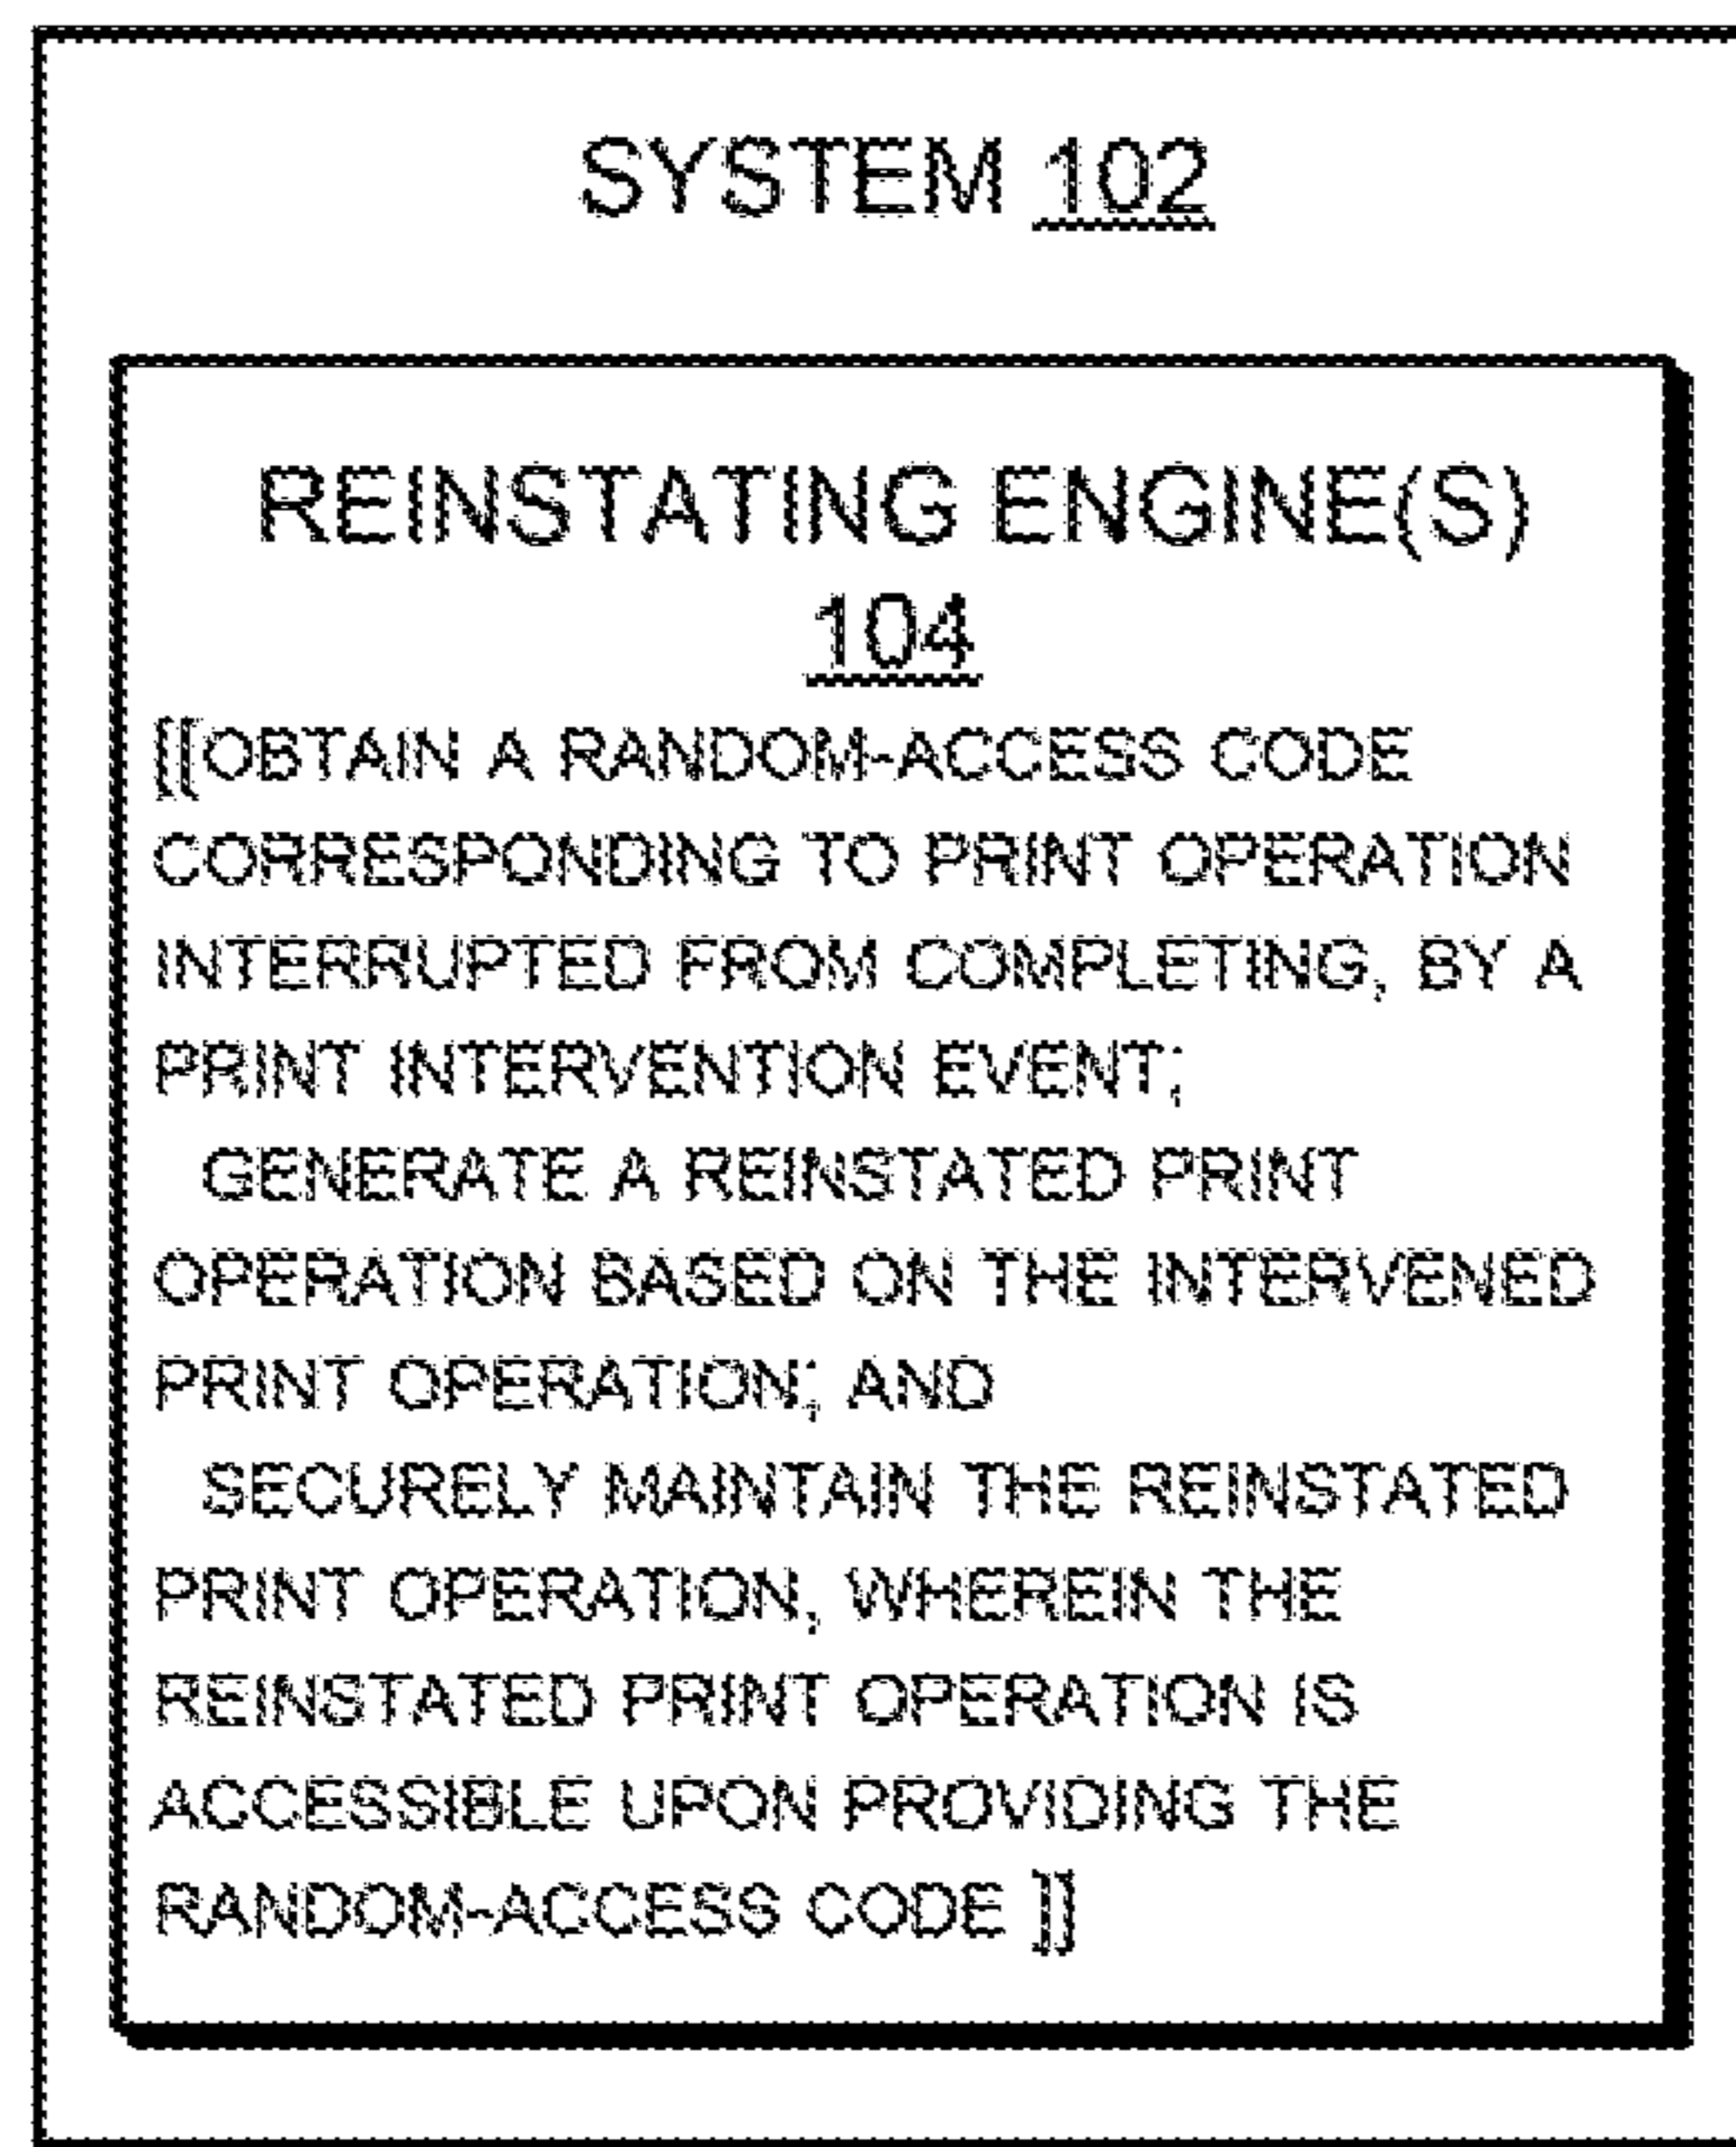 SYSTEM 102
REINSTATING ENGINE(S)
104
[[OBTAIN A RANDOM-ACCESS CODE
CORRESPONDING TO PRINT OPERATION
INTERRUPTED FROM COMPLETING, BY A
PRINT INTERVENTION EVENT;
GENERATE A REINSTATED PRINT
OPERATION BASED ON THE INTERVENED
PRINT OPERATION; AND
SECURELY MAINTAIN THE REINSTATED
PRINT OPERATION, WHEREIN THE
REINSTATED PRINT OPERATION IS
ACCESSIBLE UPON PROVIDING THE
RANDOM-ACCESS CODE ]]